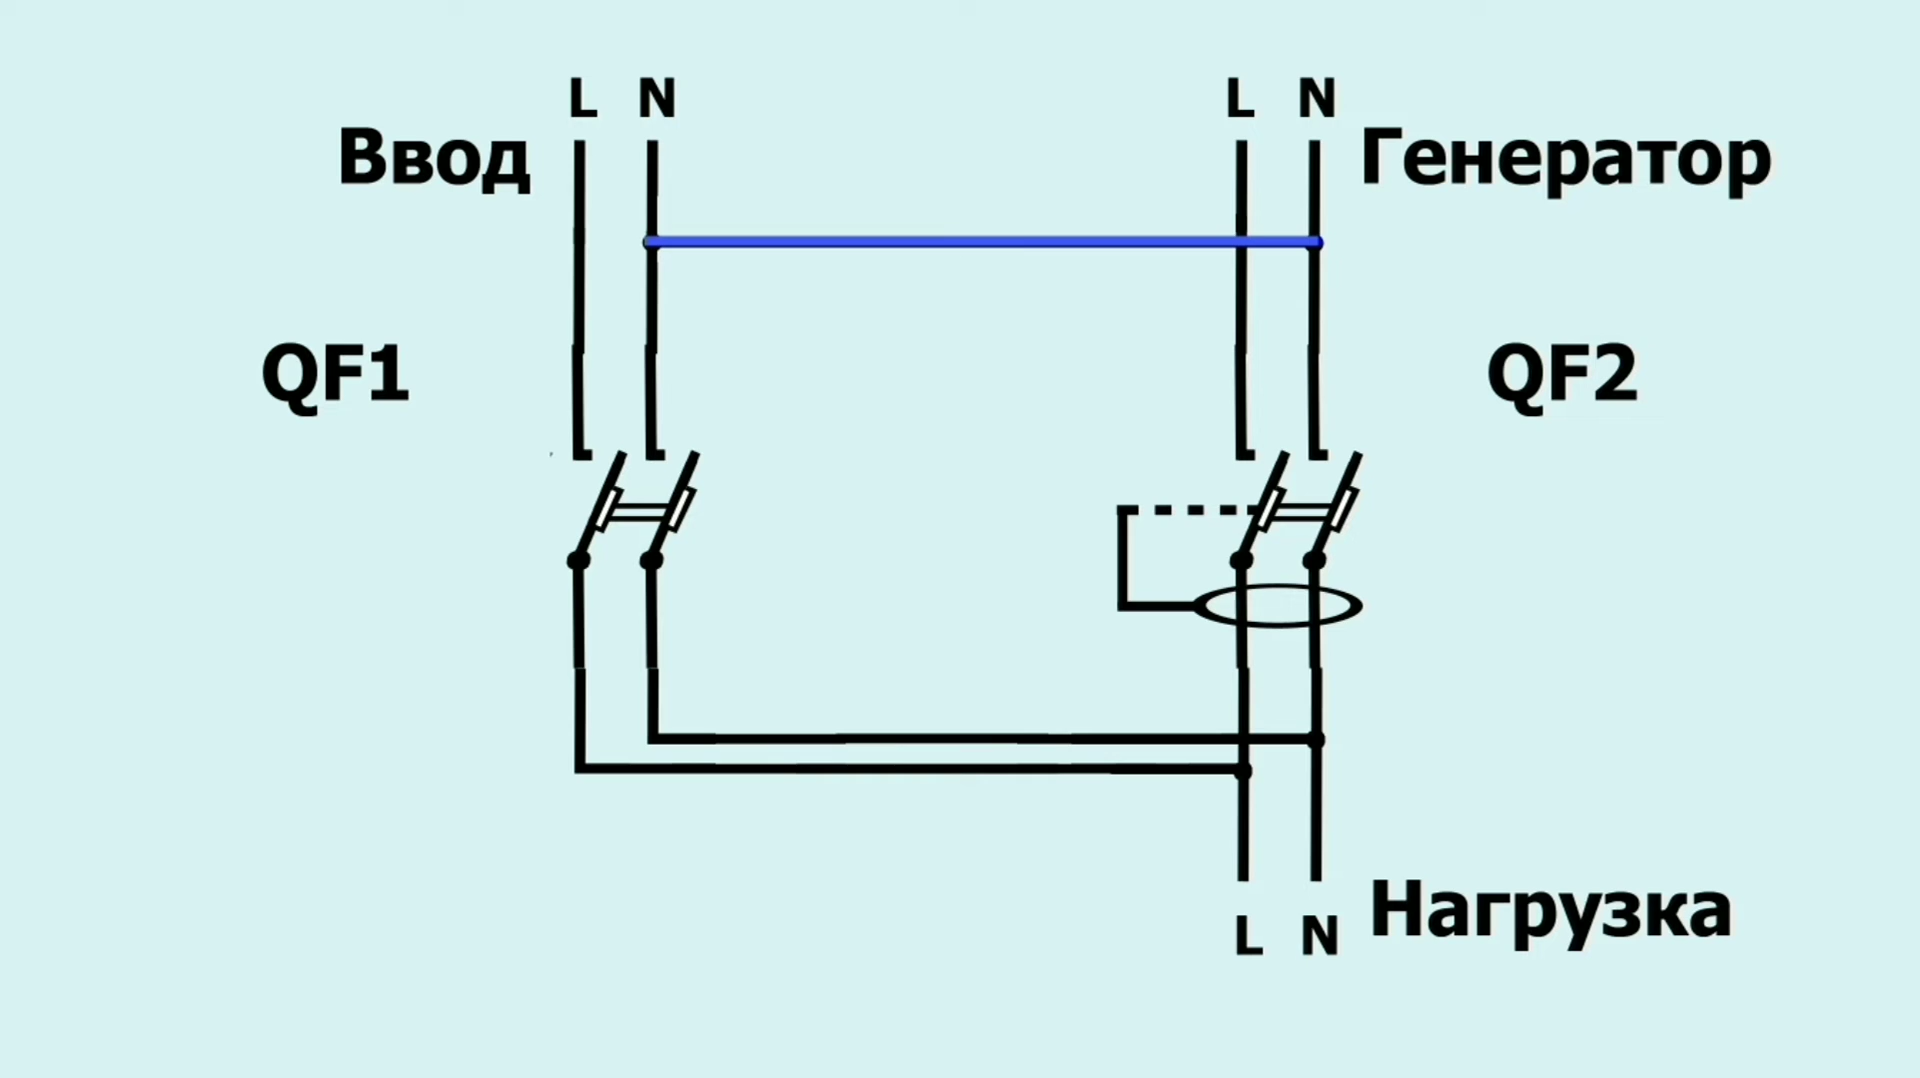 L N
L N
Ввод
Генератор
QF1
QF2
Нагрузка
L N